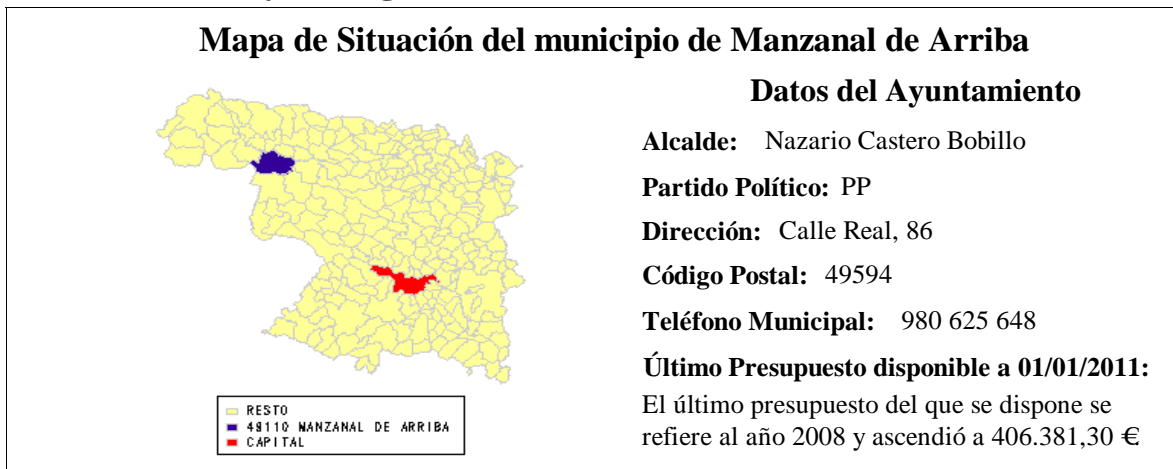 Mapa de Situación del municipio de Manzanal de Arriba
Datos del Ayuntamiento
Alcalde: Nazario Castero Bobillo
Partido Político: PP
Dirección: Calle Real, 86
Código Postal: 49594
Teléfono Municipal: 980 625 648
Último Presupuesto disponible a 01/01/2011:
El último presupuesto del que se dispone se
refiere al año 2008 y ascendió a 406.381,30 €
RESTO
49110 MANZANAL DE ARRIBA
CAPITAL